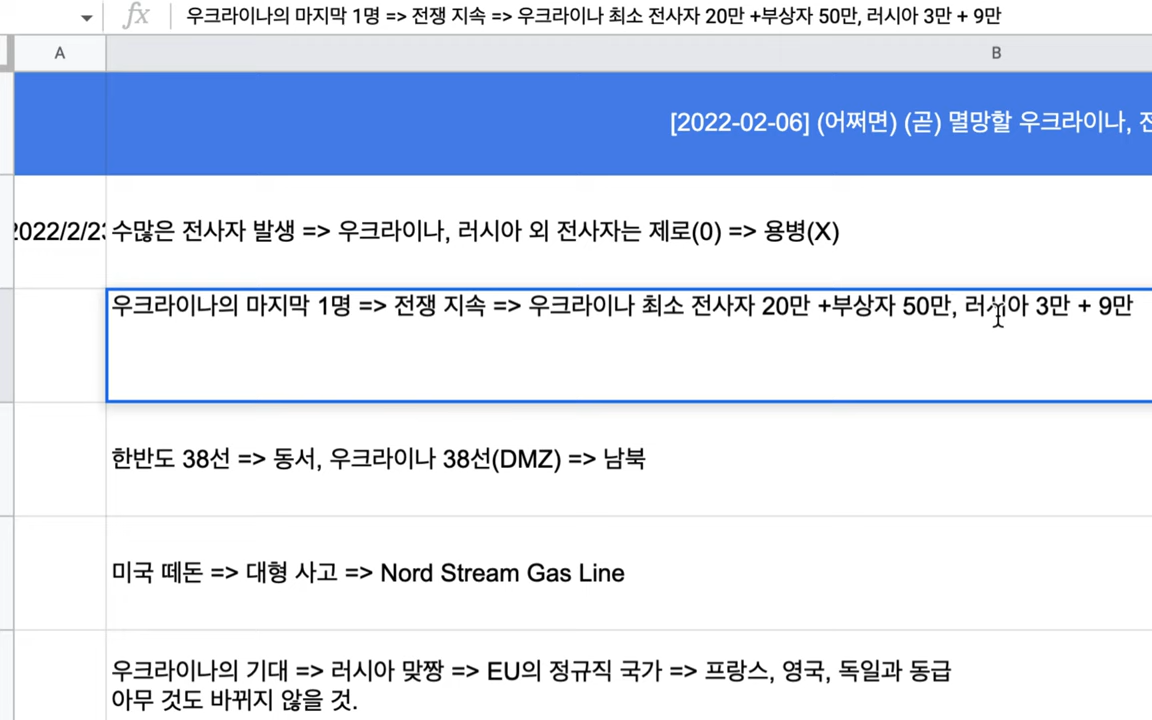 fx 우크라이나의 마지막 1명 => 전쟁 지속 => 우크라이나 최소 전사자 20만 +부상자 50만, 러시아 3만 + 9만
A B
[2022-02-06] (어쩌면) (곧) 멸망할 우크라이나,
2022/2/23 수많은 전사자 발생 => 우크라이나, 러시아 외 전사자는 제로(0) => 용병(X)
우크라이나의 마지막 1명 => 전쟁 지속 => 우크라이나 최소 전사자 20만 +부상자 50만, 러시아 3만 + 9만
한반도 38선 => 동서, 우크라이나 38선(DMZ) => 남북
미국 떼돈 => 대형 사고 => Nord Stream Gas Line
우크라이나의 기대 => 러시아 맞짱 => EU의 정규직 국가 => 프랑스, 영국, 독일과 동급
아무 것도 바뀌지 않을 것.